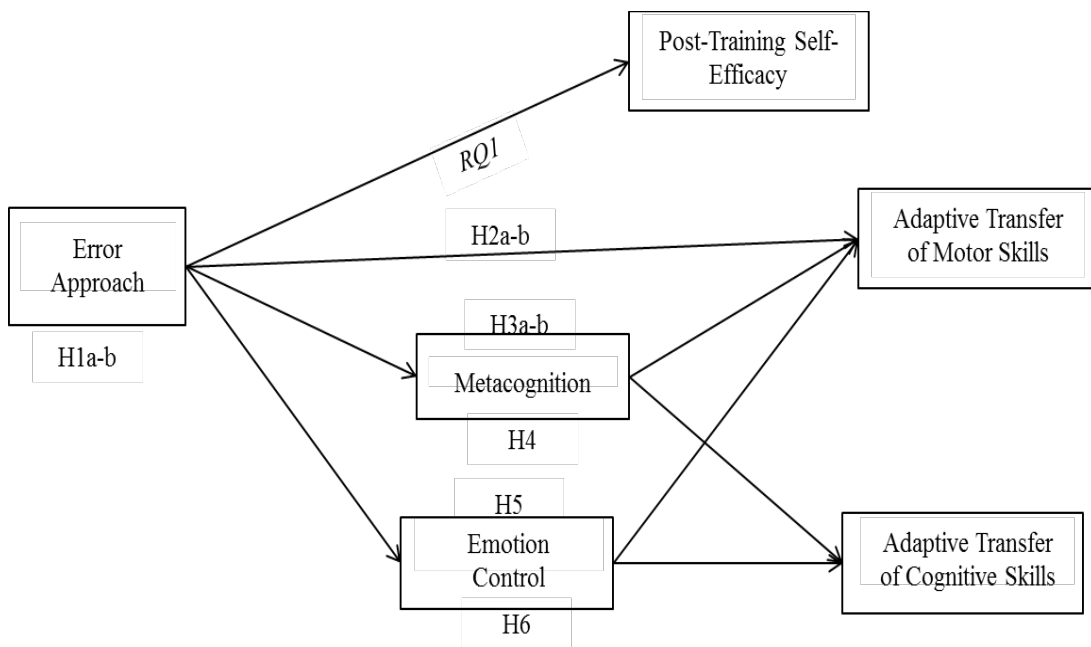 Post-Training Self-
Efficacy
RQ1
Error
Approach
H1a-b
H2a-b
Adaptive Transfer
of Motor Skills
H3a-b
Metacognition
H4
H5
Emotion
Control
H6
Adaptive Transfer
of Cognitive Skills